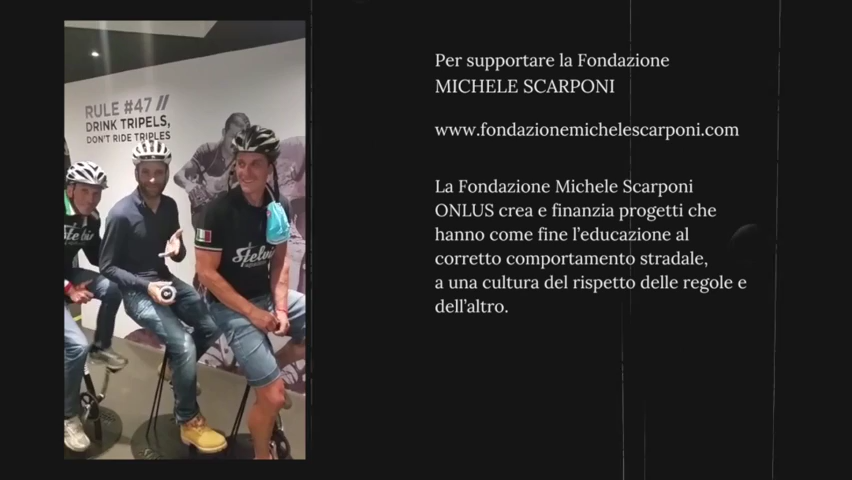 RULE #47 //
DRINK TRIPELS,
DON'T RIDE TRIPLES
Stelvio
Per supportare la Fondazione
MICHELE SCARPONI
www.fondazionemichelescarponi.com
La Fondazione Michele Scarponi
ONLUS crea e finanzia progetti che
hanno come fine l'educazione al
corretto comportamento stradale,
a una cultura del rispetto delle regole e
dell'altro.